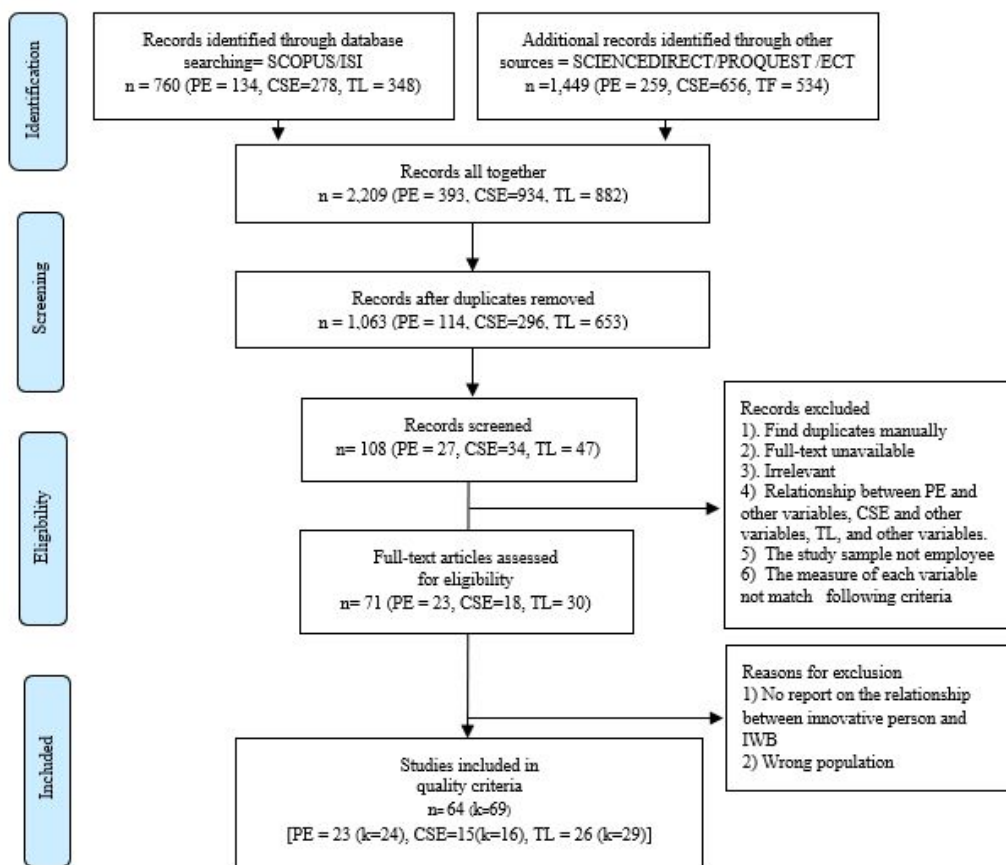 Identification
Records identified through database
searching= SCOPUS/ISI
n = 760 (PE = 134, CSE=278, TL = 348)
Additional records identified through other
sources = SCIENCEDIRECT/PROQUEST /ECT
n =1,449 (PE = 259, CSE=656, TF = 534)
Records all together
n = 2,209 (PE = 393, CSE=934, TL = 882)
Screening
Records after duplicates removed
n = 1,063 (PE = 114, CSE=296, TL = 653)
Records screened
n= 108 (PE = 27, CSE=34, TL = 47)
Records excluded
1). Find duplicates manually
2). Full-text unavailable
3). Irrelevant
4) Relationship between PE and
other variables, CSE and other
variables, TL, and other variables.
5) The study sample not employee
6) The measure of each variable
not match following criteria
Eligibility
Full-text articles assessed
for eligibility
n= 71 (PE = 23, CSE=18, TL= 30)
Reasons for exclusion
1) No report on the relationship
between innovative person and
IWB
2) Wrong population
Included
Studies included in
quality criteria
n= 64 (k=69)
[PE = 23 (k=24), CSE=15(k=16), TL = 26 (k=29)]